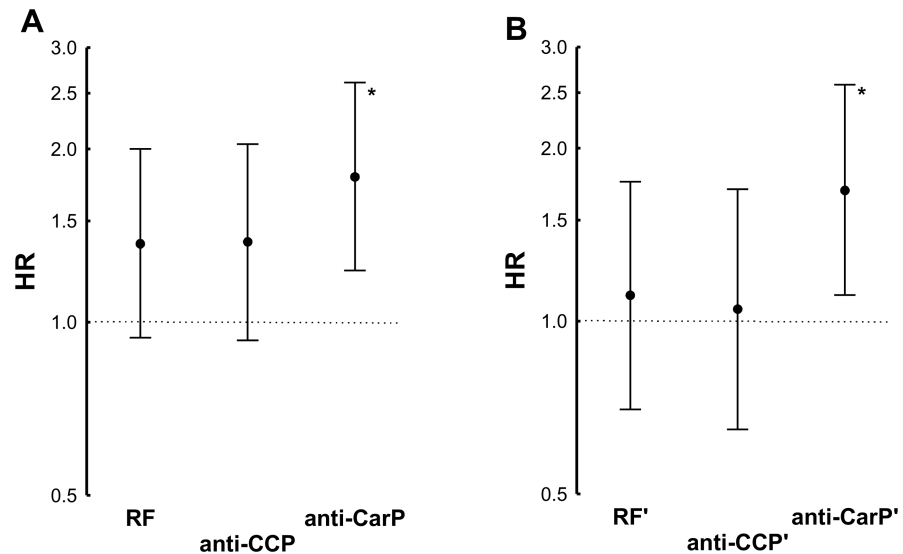 A
3.0
2.5
2.0
1.5
1.0
0.5
HR
*
RF
anti-CCP
anti-CarP
B
3.0
2.5
2.0
1.5
1.0
0.5
HR
*
RF'
anti-CCP'
anti-CarP'